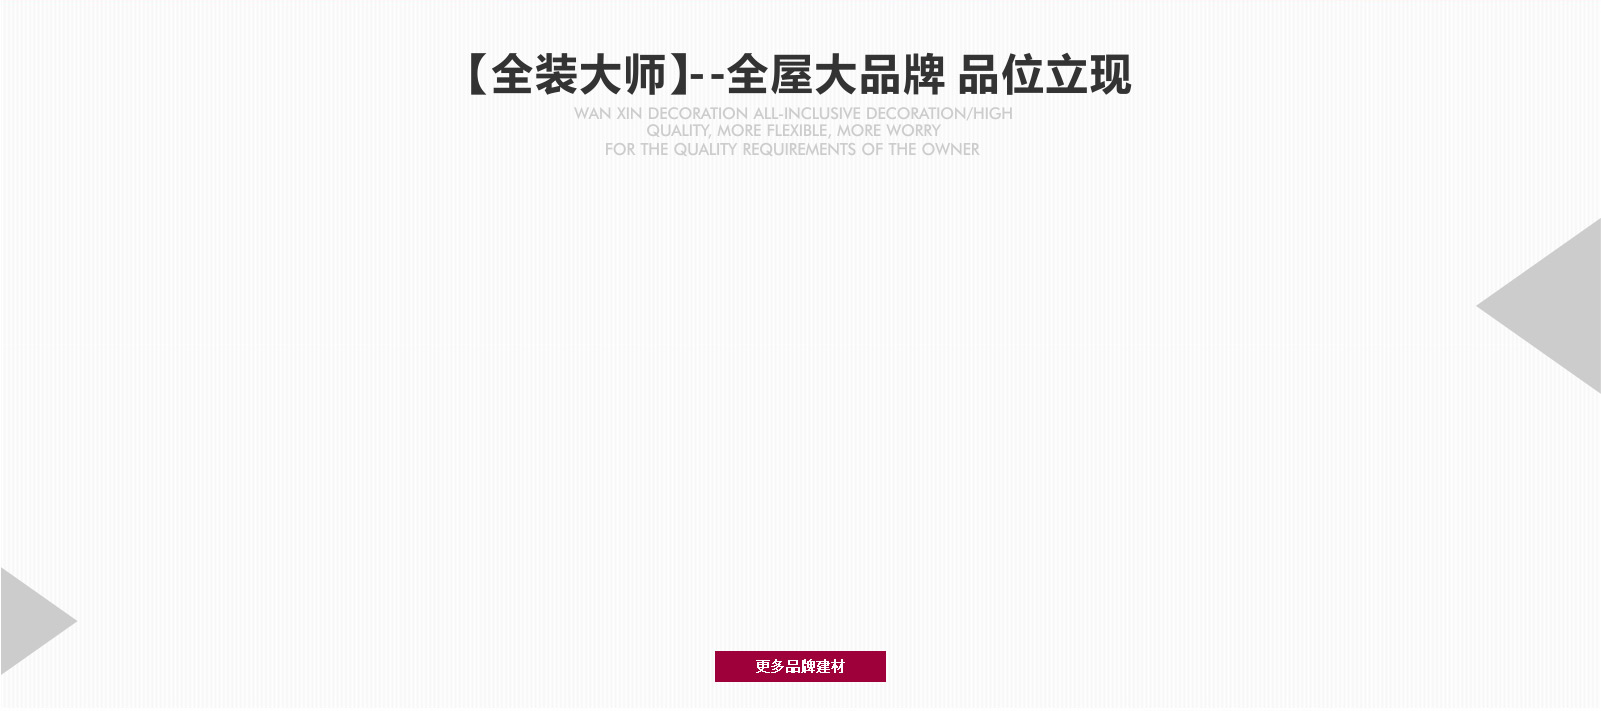 【全装大师】--全屋大品牌 品位立现
WAN XIN DECORATION ALL-INCLUSIVE DECORATION/HIGH
QUALITY, MORE FLEXIBLE, MORE WORRY
FOR THE QUALITY REQUIREMENTS OF THE OWNER
更多品牌建材